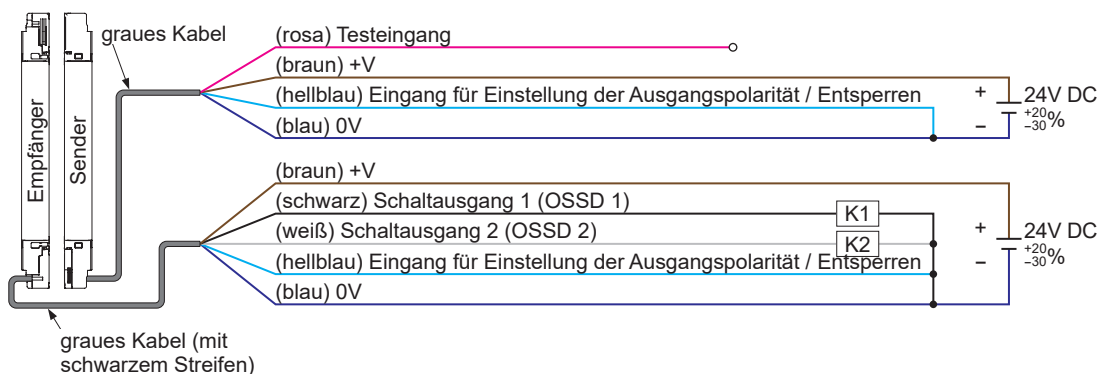 graues Kabel
Empfänger
Sender
(rosa) Testeingang
(braun) +V
(hellblau) Eingang für Einstellung der Ausgangspolarität / Entsperren
(blau) 0V
+
24V DC
+20
−30 %
−
(braun) +V
(schwarz) Schaltausgang 1 (OSSD 1)
K1
(weiß) Schaltausgang 2 (OSSD 2)
K2
(hellblau) Eingang für Einstellung der Ausgangspolarität / Entsperren
(blau) 0V
+
24V DC
+20
−30 %
−
graues Kabel (mit
schwarzem Streifen)